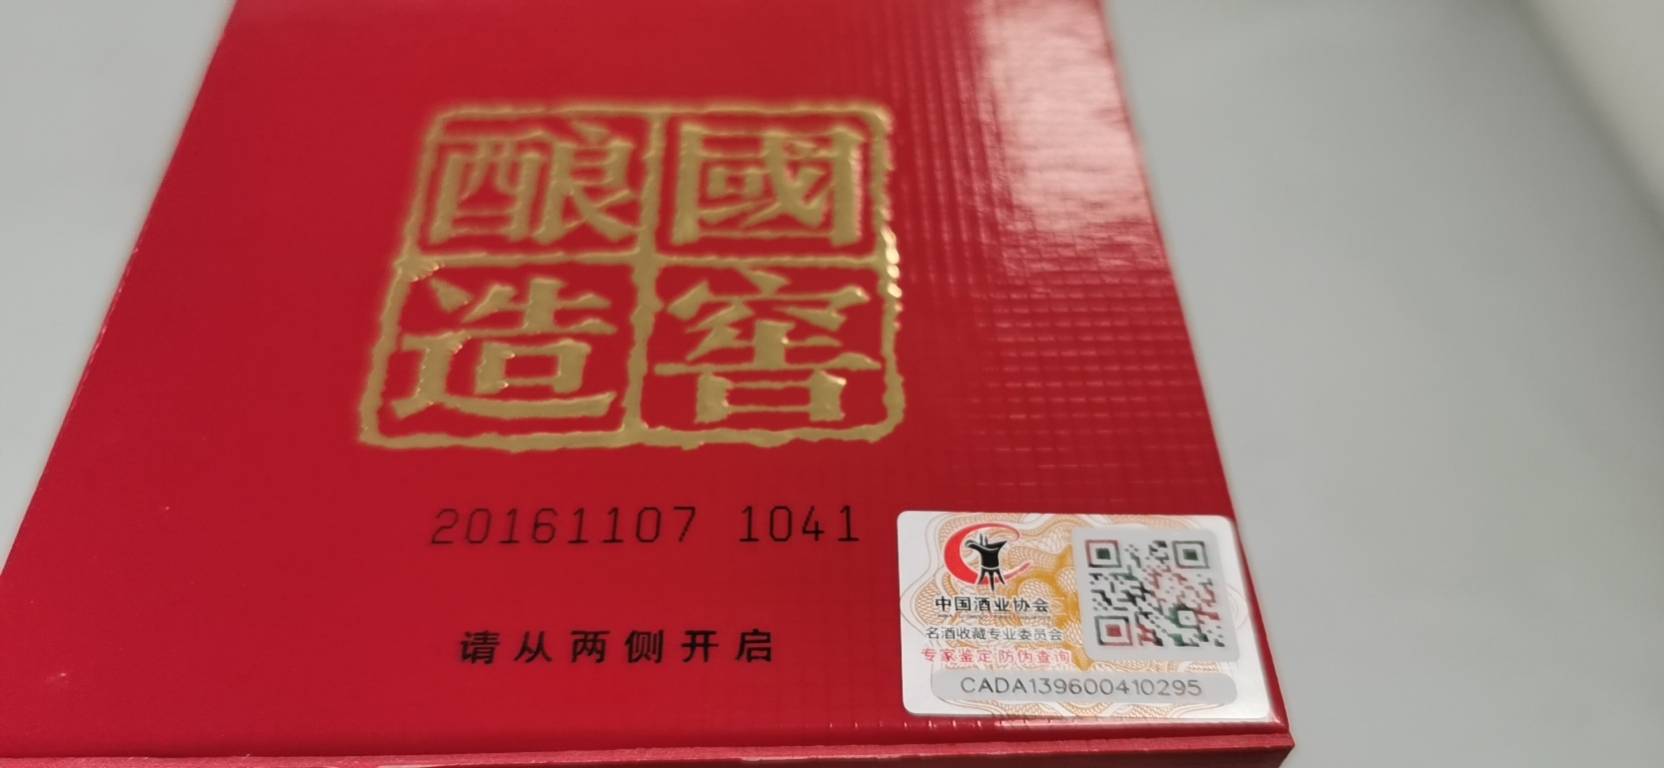 國窖
酿造
20161107 1041
请从两侧开启
中国酒业协会
名酒收藏专业委员会
专家鉴定防伪查询
CADA139600410295